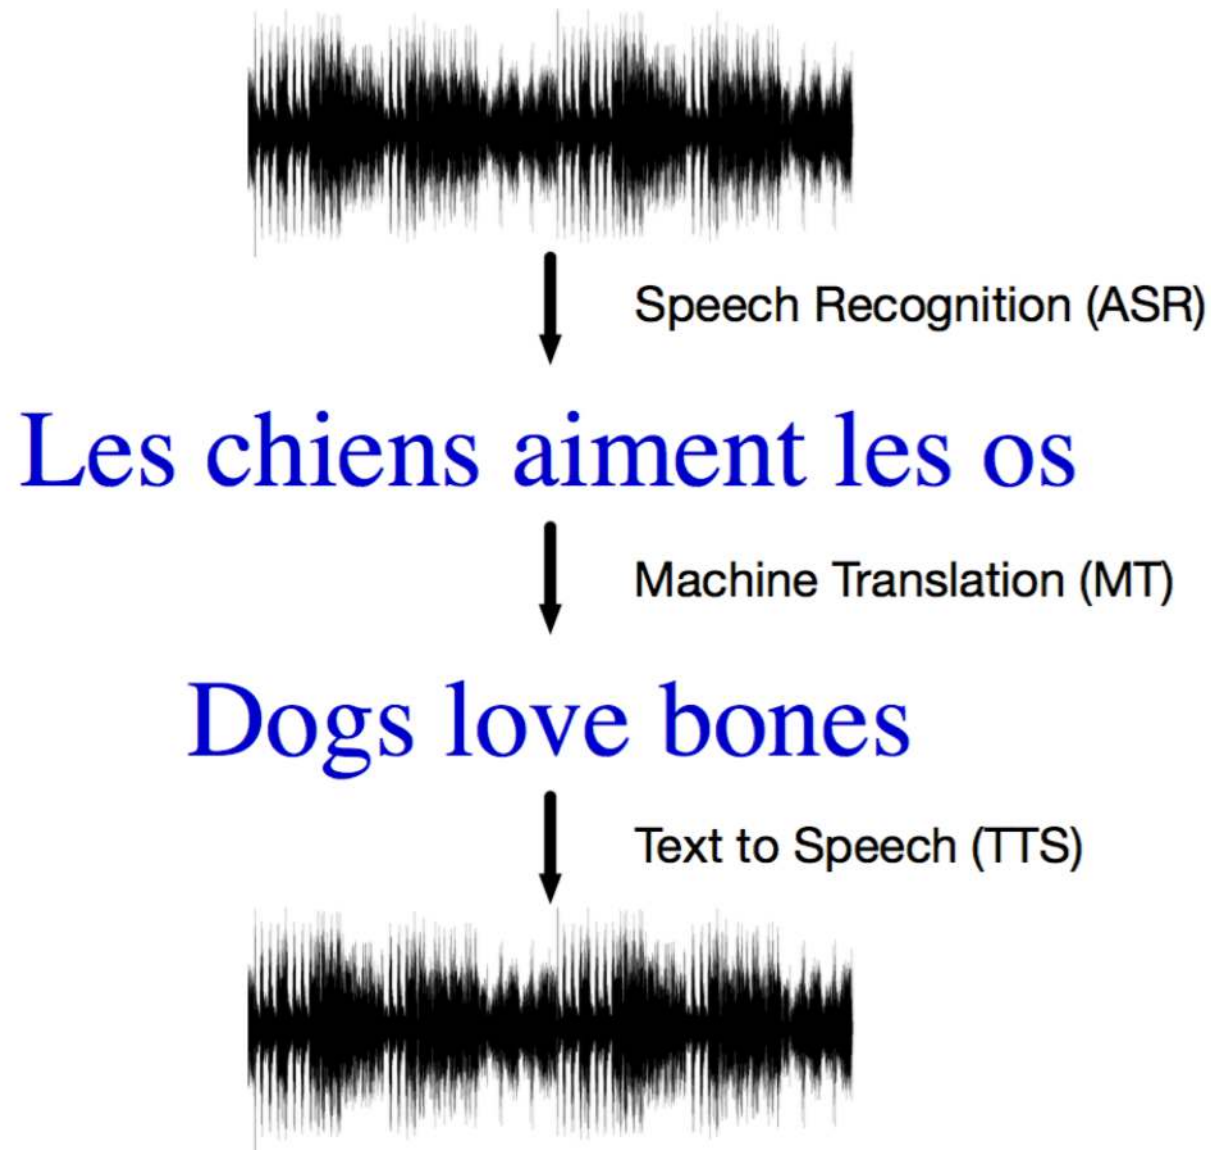 Speech Recognition (ASR)
Les chiens aiment les os
Machine Translation (MT)
Dogs love bones
Text to Speech (TTS)